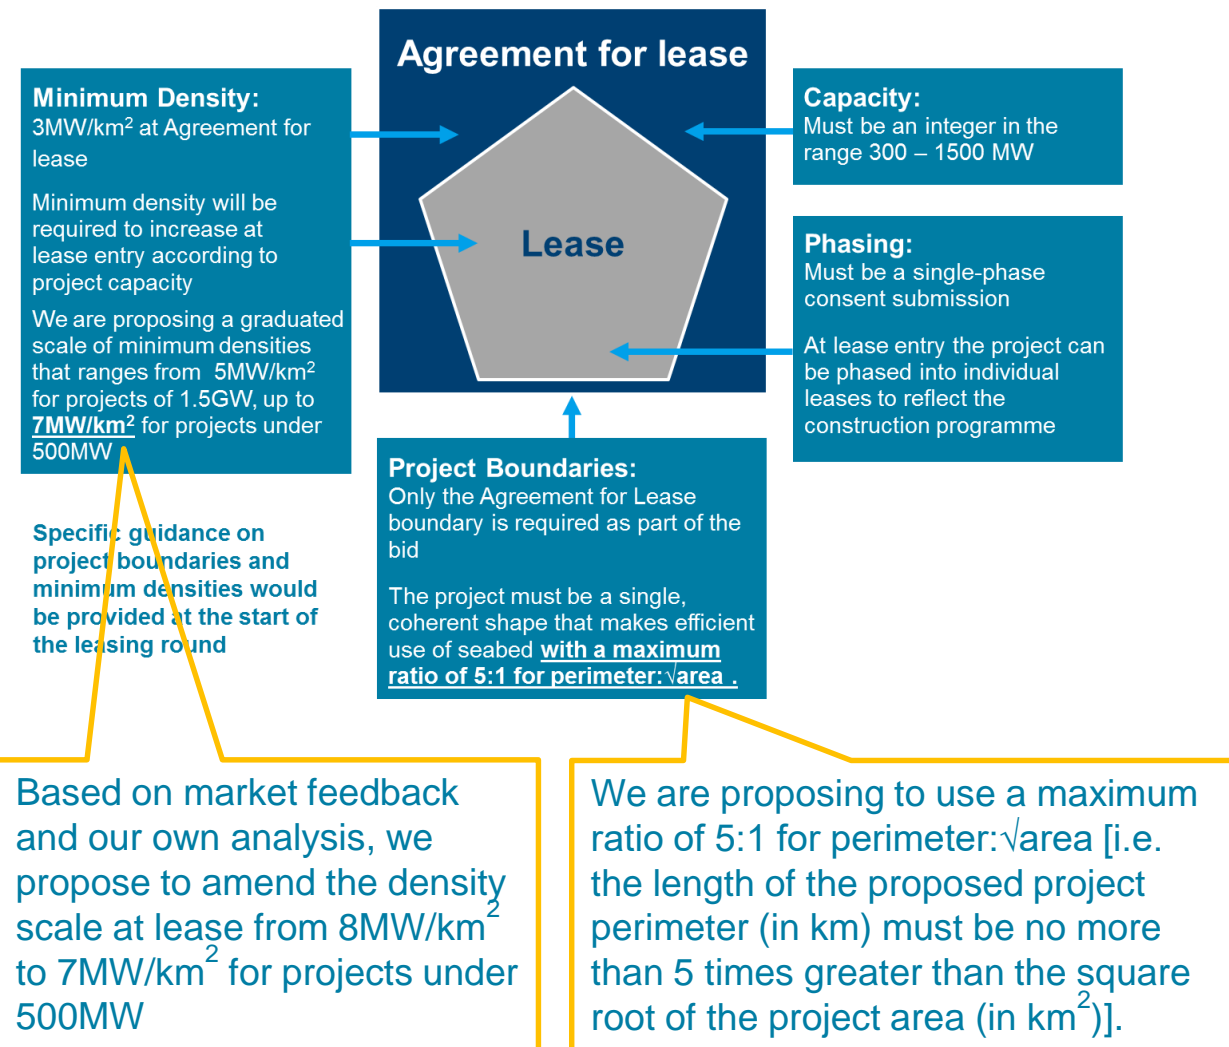 Agreement for lease
Lease
Minimum Density:
3MW/km² at Agreement for
lease
Minimum density will be
required to increase at
lease entry according to
project capacity
We are proposing a graduated
scale of minimum densities
that ranges from 5MW/km²
for projects of 1.5GW, up to
7MW/km² for projects under
500MW
Capacity:
Must be an integer in the
range 300 – 1500 MW
Phasing:
Must be a single-phase
consent submission
At lease entry the project can
be phased into individual
leases to reflect the
construction programme
Project Boundaries:
Only the Agreement for Lease
boundary is required as part of the
bid
The project must be a single,
coherent shape that makes efficient
use of seabed with a maximum
ratio of 5:1 for perimeter:√area .
Specific guidance on
project boundaries and
minimum densities would
be provided at the start of
the leasing round
Based on market feedback
and our own analysis, we
propose to amend the density
scale at lease from 8MW/km²
to 7MW/km² for projects under
500MW
We are proposing to use a maximum
ratio of 5:1 for perimeter:√area [i.e.
the length of the proposed project
perimeter (in km) must be no more
than 5 times greater than the square
root of the project area (in km²)].